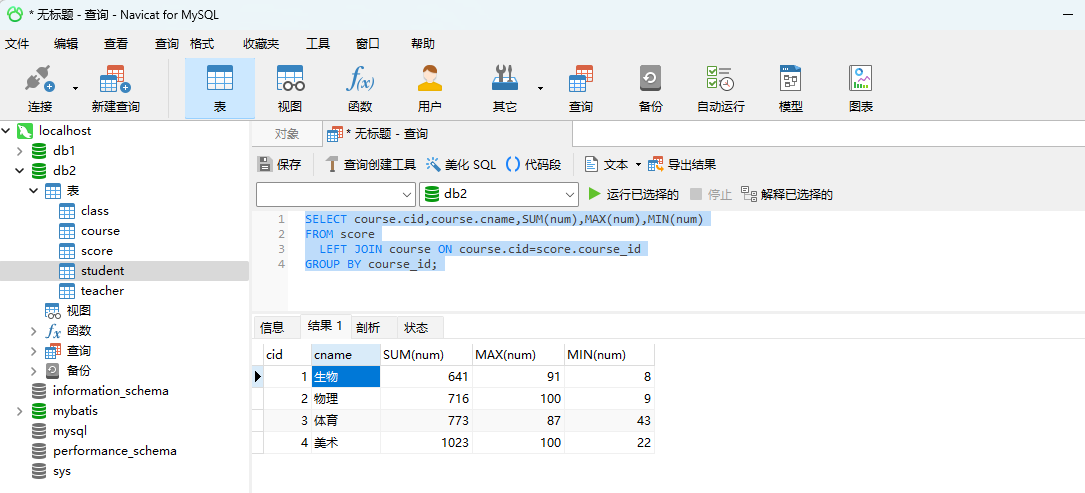 * 无标题 - 查询 - Navicat for MySQL
文件 编辑 查看 查询 格式 收藏夹 工具 窗口 帮助
连接 新建查询 表 视图 函数 用户 其它 查询 备份 自动运行 模型 图表
localhost
db1
db2
表
class
course
score
student
teacher
视图
函数
查询
备份
information_schema
mybatis
mysql
performance_schema
sys
对象 * 无标题 - 查询
保存 查询创建工具 美化 SQL 代码段 文本 导出结果
db2 运行已选择的 停止 解释已选择的
1 SELECT course.cid,course.cname,SUM(num),MAX(num),MIN(num)
2 FROM score
3 LEFT JOIN course ON course.cid=score.course_id
4 GROUP BY course_id;
信息 结果 1 剖析 状态
cid cname SUM(num) MAX(num) MIN(num)
1 生物 641 91 8
2 物理 716 100 9
3 体育 773 87 43
4 美术 1023 100 22